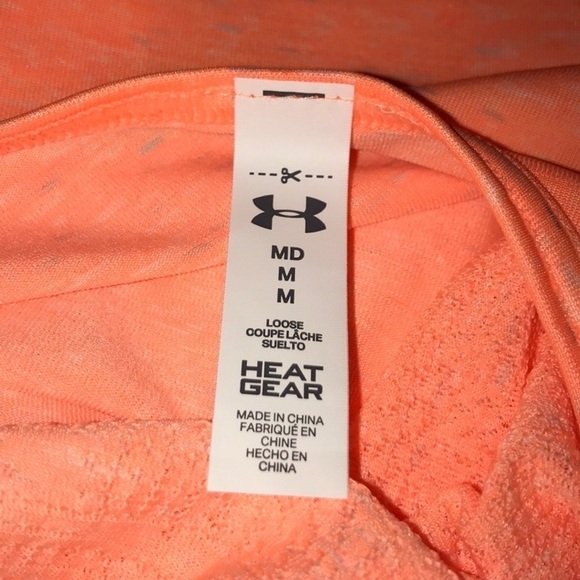 MD
M
M
LOOSE
COUPE LÂCHE
SUELTO
HEAT
GEAR
MADE IN CHINA
FABRIQUÉ EN
CHINE
HECHO EN
CHINA